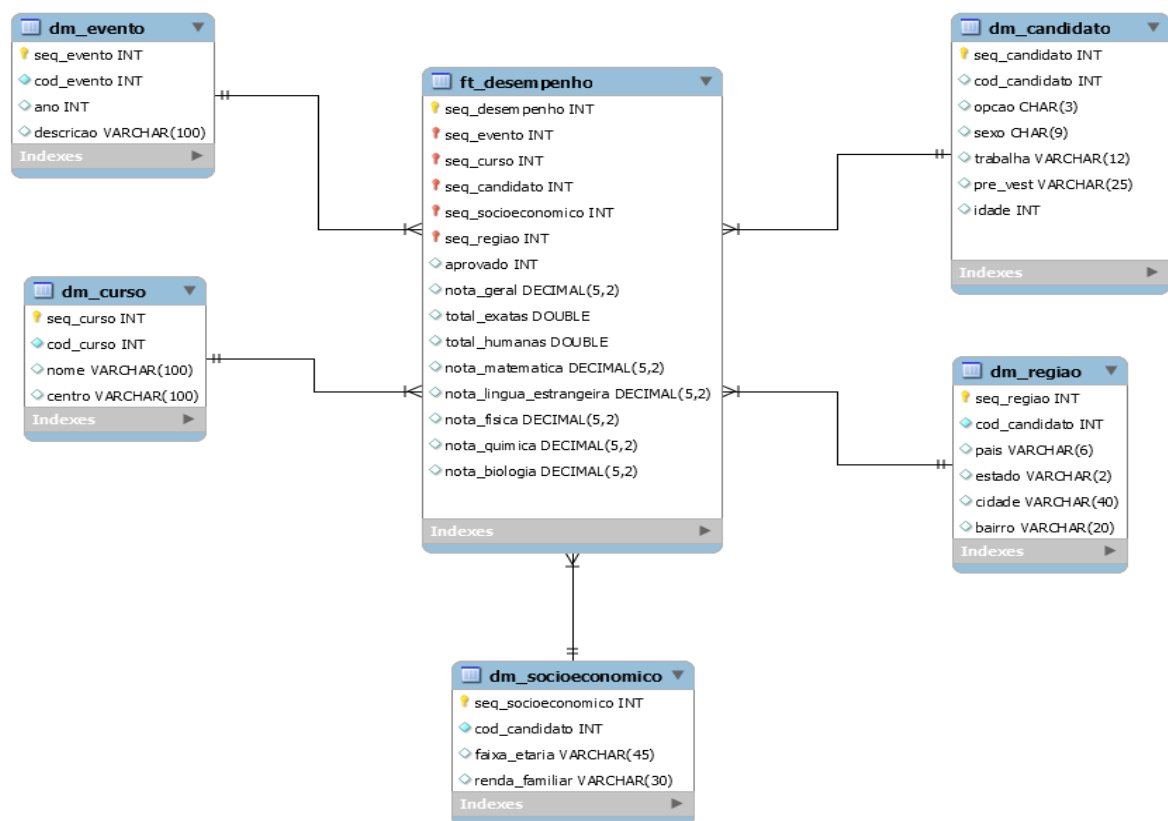 dm_evento
seq_evento INT
cod_evento INT
ano INT
descricao VARCHAR(100)
Indexes
dm_curso
seq_curso INT
cod_curso INT
nome VARCHAR(100)
centro VARCHAR(100)
Indexes
ft_desempenho
seq_desempenho INT
seq_evento INT
seq_curso INT
seq_candidato INT
seq_socioeconomico INT
seq_regiao INT
aprovado INT
nota_geral DECIMAL(5,2)
total_exatas DOUBLE
total_humanas DOUBLE
nota_matematica DECIMAL(5,2)
nota_lingua_estrangeira DECIMAL(5,2)
nota_fisica DECIMAL(5,2)
nota_quimica DECIMAL(5,2)
nota_biologia DECIMAL(5,2)
Indexes
dm_candidato
seq_candidato INT
cod_candidato INT
opcao CHAR(3)
sexo CHAR(9)
trabalha VARCHAR(12)
pre_vest VARCHAR(25)
idade INT
Indexes
dm_regiao
seq_regiao INT
cod_candidato INT
pais VARCHAR(6)
estado VARCHAR(2)
cidade VARCHAR(40)
bairro VARCHAR(20)
Indexes
dm_socioeconomico
seq_socioeconomico INT
cod_candidato INT
faixa_etaria VARCHAR(45)
renda_familiar VARCHAR(30)
Indexes